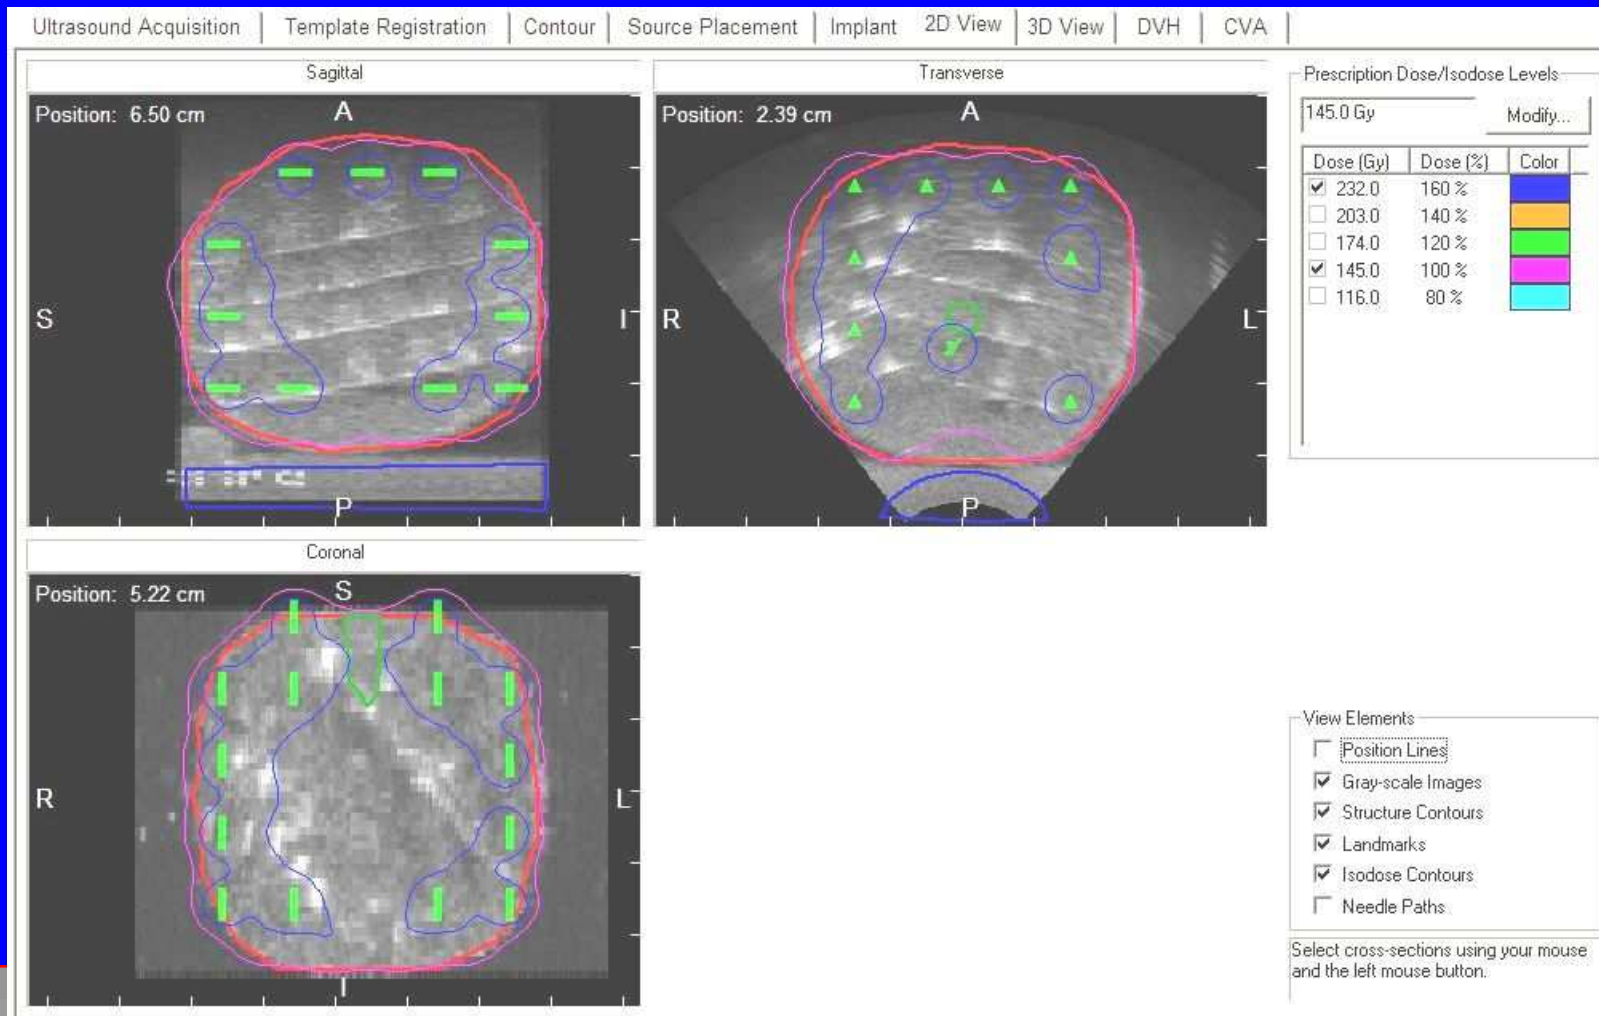 Ultrasound Acquisition Template Registration Contour Source Placement Implant 2D View 3D View DVH CVA
Sagittal
Position: 6.50 cm
A
S
I
P
Transverse
Position: 2.39 cm
A
R
L
P
Prescription Dose/Isodose Levels
145.0 Gy Modify...
Dose (Gy) Dose (%) Color
232.0 160 %
203.0 140 %
174.0 120 %
145.0 100 %
116.0 80 %
Coronal
Position: 5.22 cm
S
R
L
I
View Elements
Position Lines
Gray-scale Images
Structure Contours
Landmarks
Isodose Contours
Needle Paths
Select cross-sections using your mouse
and the left mouse button.